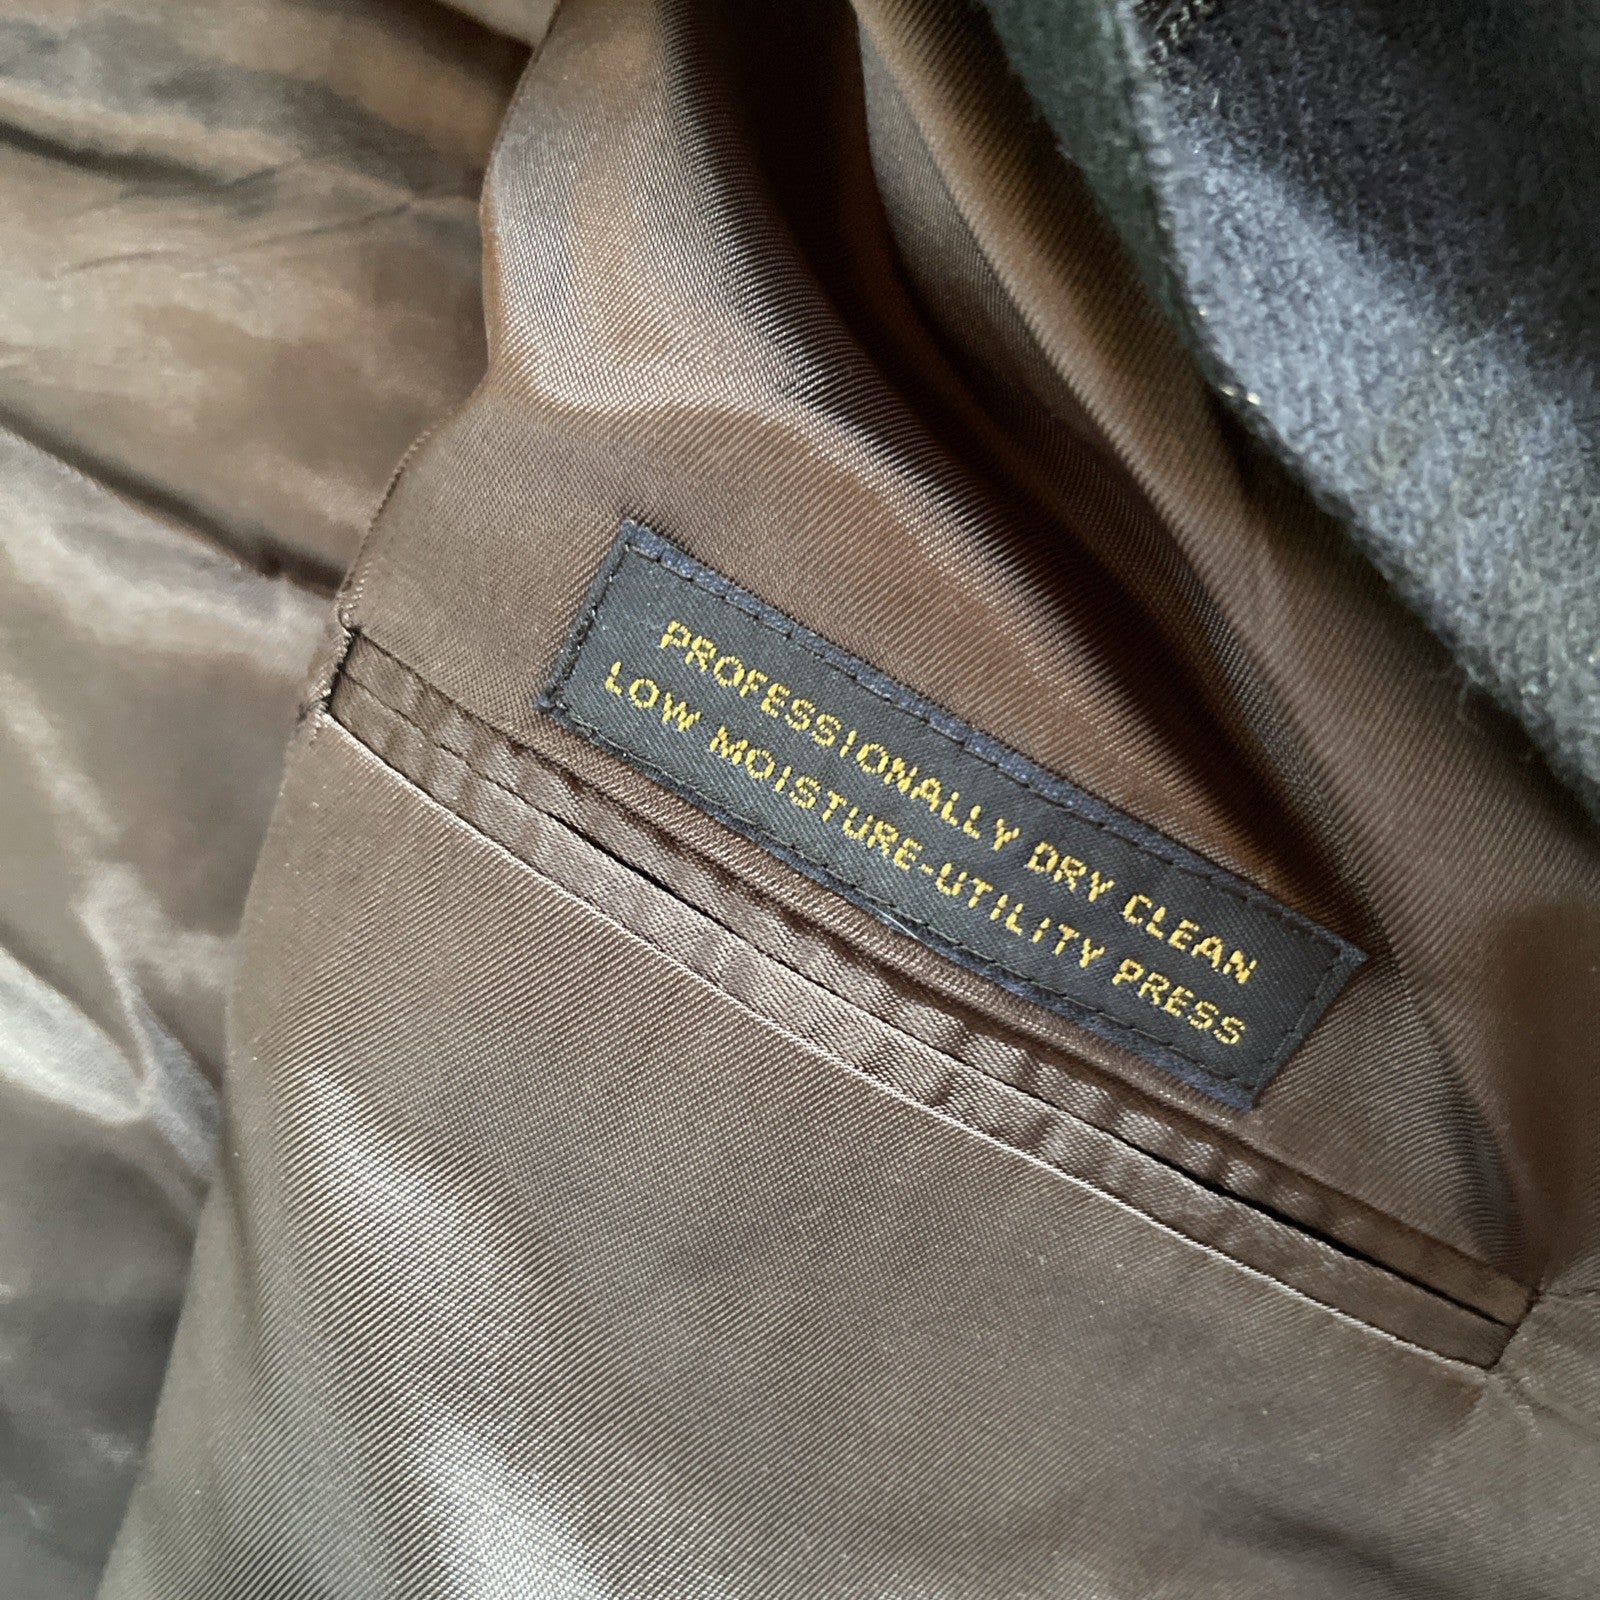 PROFESSIONALLY DRY CLEAN
LOW MOISTURE-UTILITY PRESS